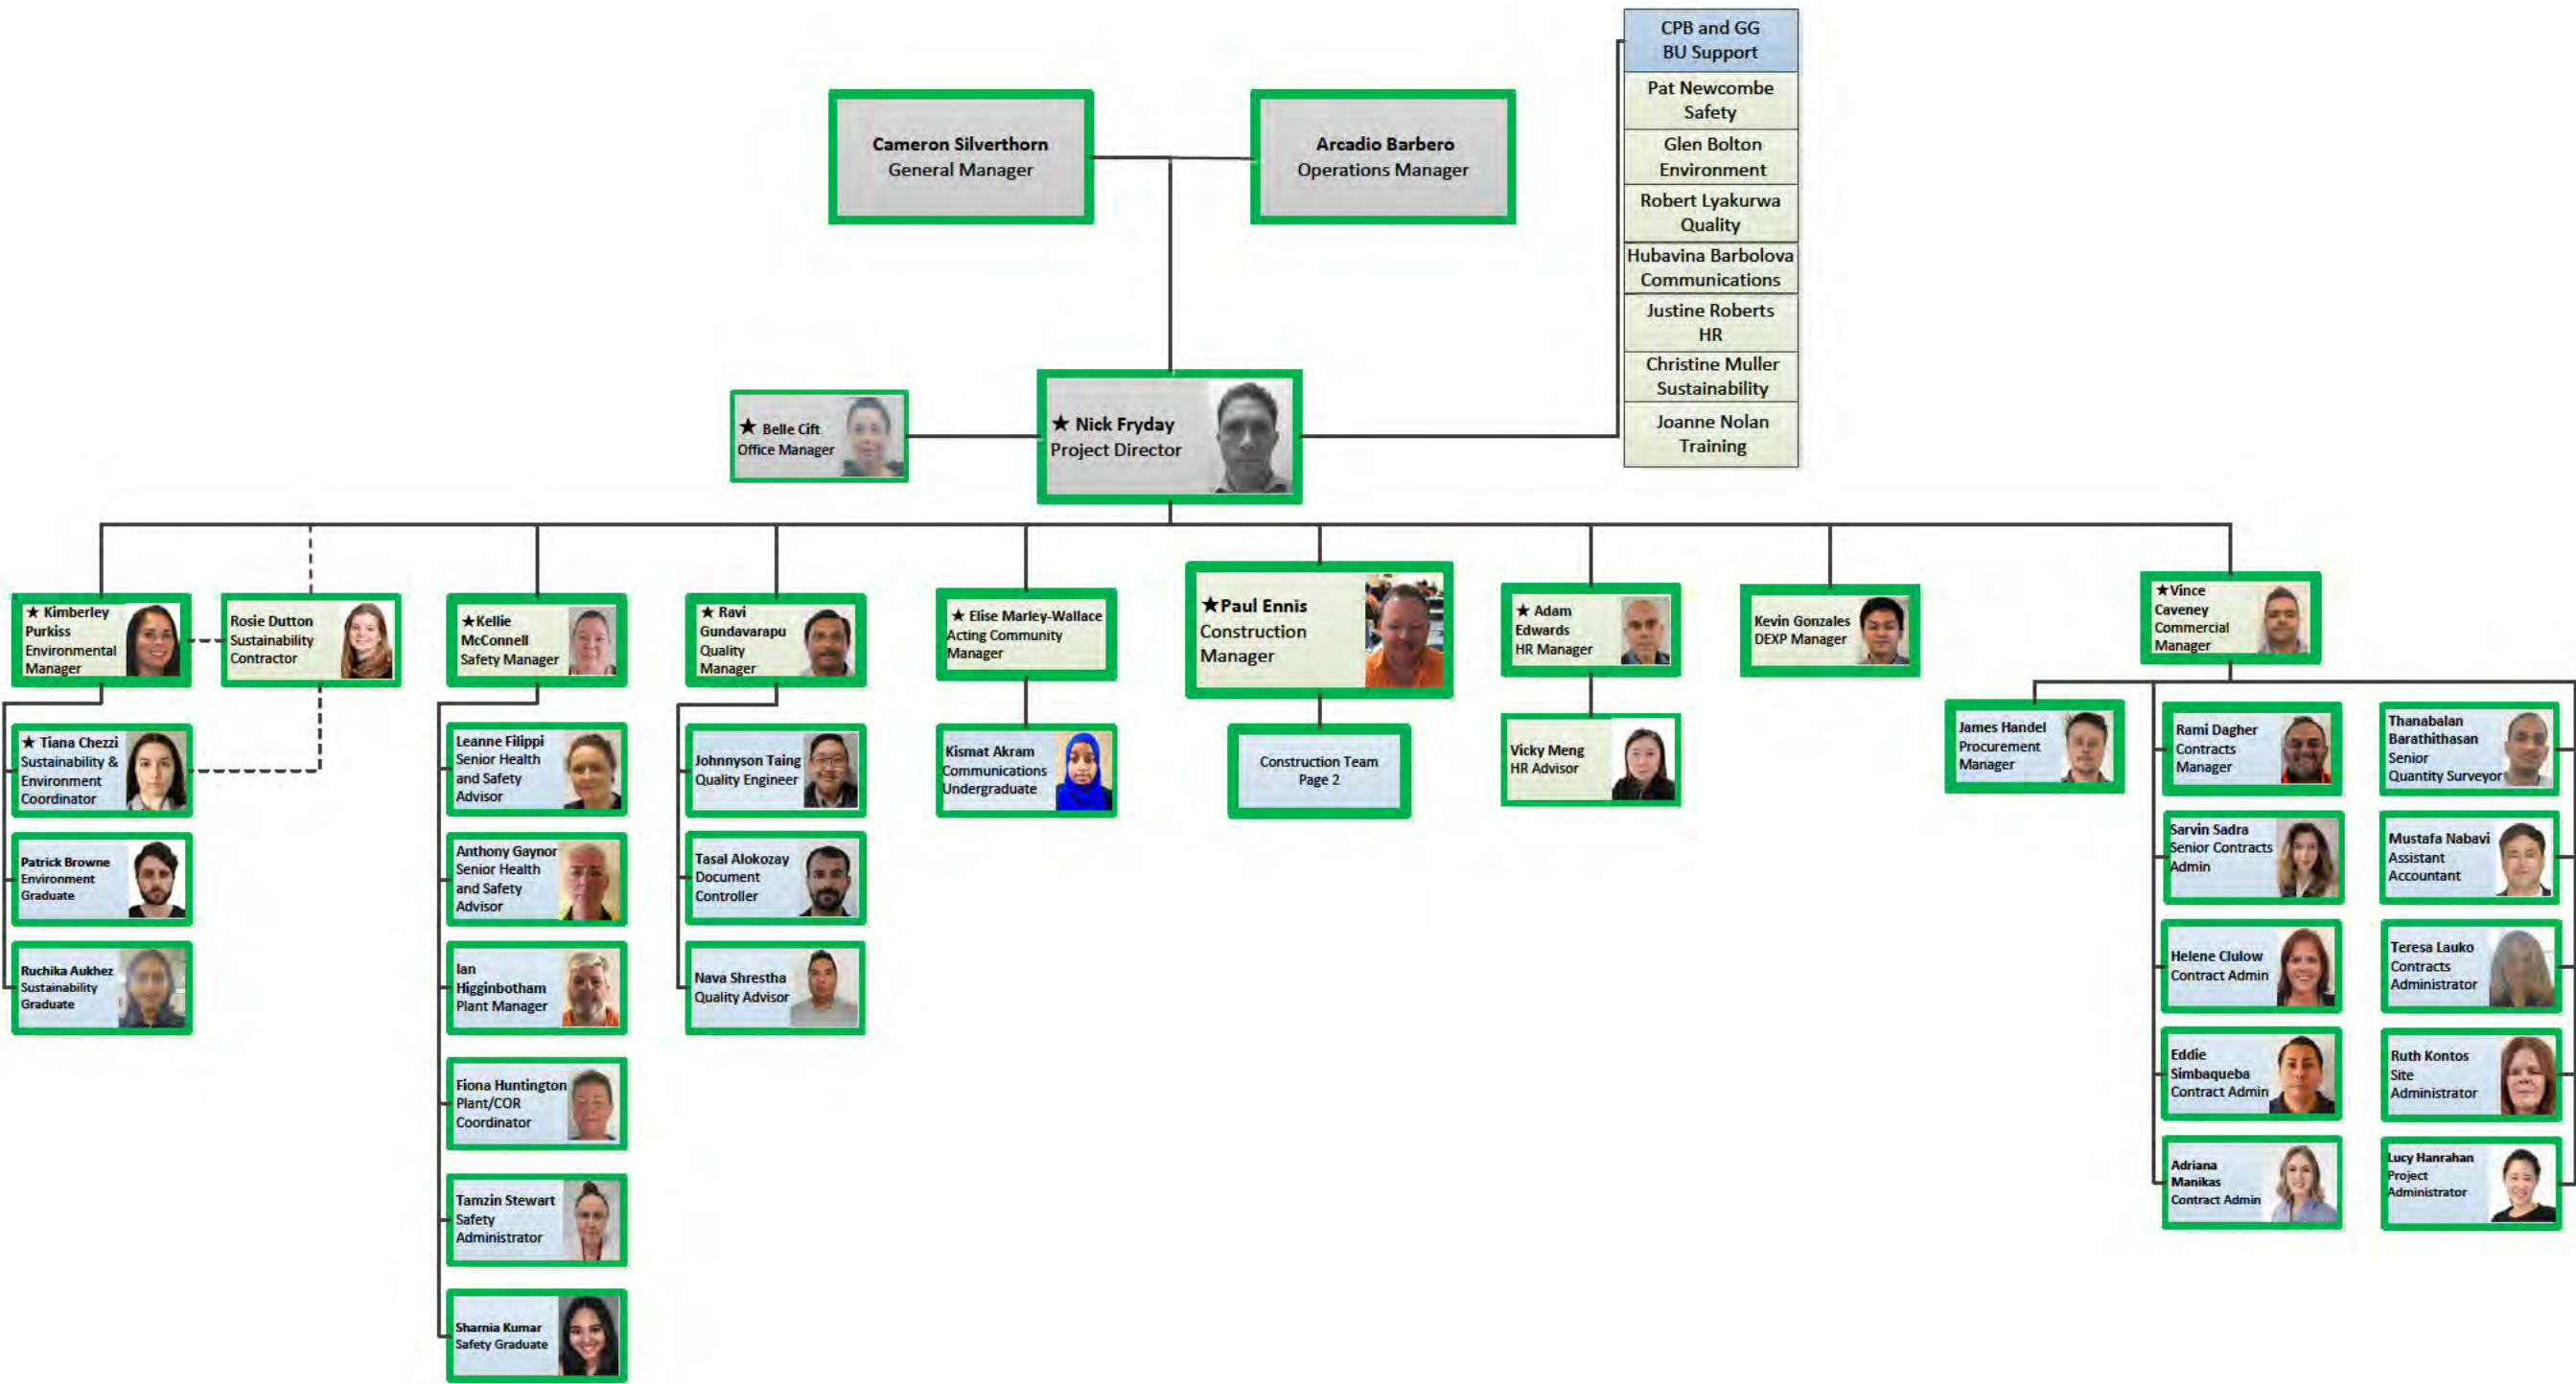 CPB and GG
BU Support
Pat Newcombe
Safety
Glen Bolton
Environment
Robert Lyakurwa
Quality
Hubavina Barbolova
Communications
Justine Roberts
HR
Christine Muller
Sustainability
Joanne Nolan
Training
Cameron Silverthorn
General Manager
Arcadio Barbero
Operations Manager
★ Belle Cift
Office Manager
★ Nick Fryday
Project Director
★ Kimberley
Purkiss
Environmental
Manager
Rosie Dutton
Sustainability
Contractor
★Kellie
McConnell
Safety Manager
★ Ravi
Gundavarapu
Quality
Manager
★ Elise Marley-Wallace
Acting Community
Manager
★Paul Ennis
Construction
Manager
★ Adam
Edwards
HR Manager
Kevin Gonzales
DEXP Manager
★Vince
Caveney
Commercial
Manager
★ Tiana Chezzi
Sustainability &
Environment
Coordinator
Patrick Browne
Environment
Graduate
Ruchika Aukhez
Sustainability
Graduate
Leanne Filippi
Senior Health
and Safety
Advisor
Anthony Gaynor
Senior Health
and Safety
Advisor
Ian
Higginbotham
Plant Manager
Fiona Huntington
Plant/COR
Coordinator
Tamzin Stewart
Safety
Administrator
Sharnia Kumar
Safety Graduate
Johnnyson Taing
Quality Engineer
Tasal Alokozay
Document
Controller
Nava Shrestha
Quality Advisor
Kismat Akram
Communications
Undergraduate
Construction Team
Page 2
Vicky Meng
HR Advisor
James Handel
Procurement
Manager
Rami Dagher
Contracts
Manager
Sarvin Sadra
Senior Contracts
Admin
Helene Clulow
Contract Admin
Eddie
Simbaqueba
Contract Admin
Adriana
Manikas
Contract Admin
Thanabalan
Barathithasan
Senior
Quantity Surveyor
Mustafa Nabavi
Assistant
Accountant
Teresa Lauko
Contracts
Administrator
Ruth Kontos
Site
Administrator
Lucy Hanrahan
Project
Administrator